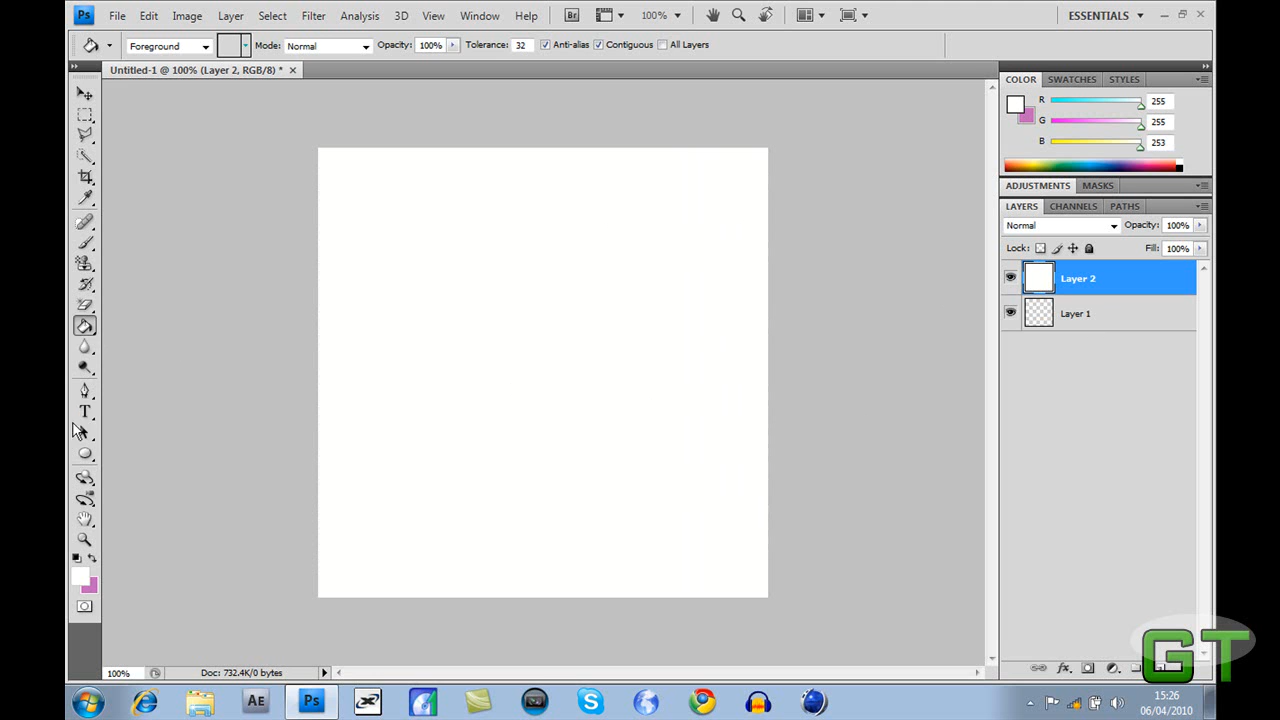 Ps File Edit Image Layer Select Filter Analysis 3D View Window Help Br 100% ESSENTIALS
Foreground Mode: Normal Opacity: 100% Tolerance: 32 Anti-alias Contiguous All Layers
Untitled-1 @ 100% (Layer 2, RGB/8) *
COLOR SWATCHES STYLES
R 255
G 255
B 253
ADJUSTMENTS MASKS
LAYERS CHANNELS PATHS
Normal Opacity: 100%
Lock: Fill: 100%
Layer 2
Layer 1
T
GT
fx
100% Doc: 732.4K/0 bytes
Ae Ps
15:26
06/04/2010